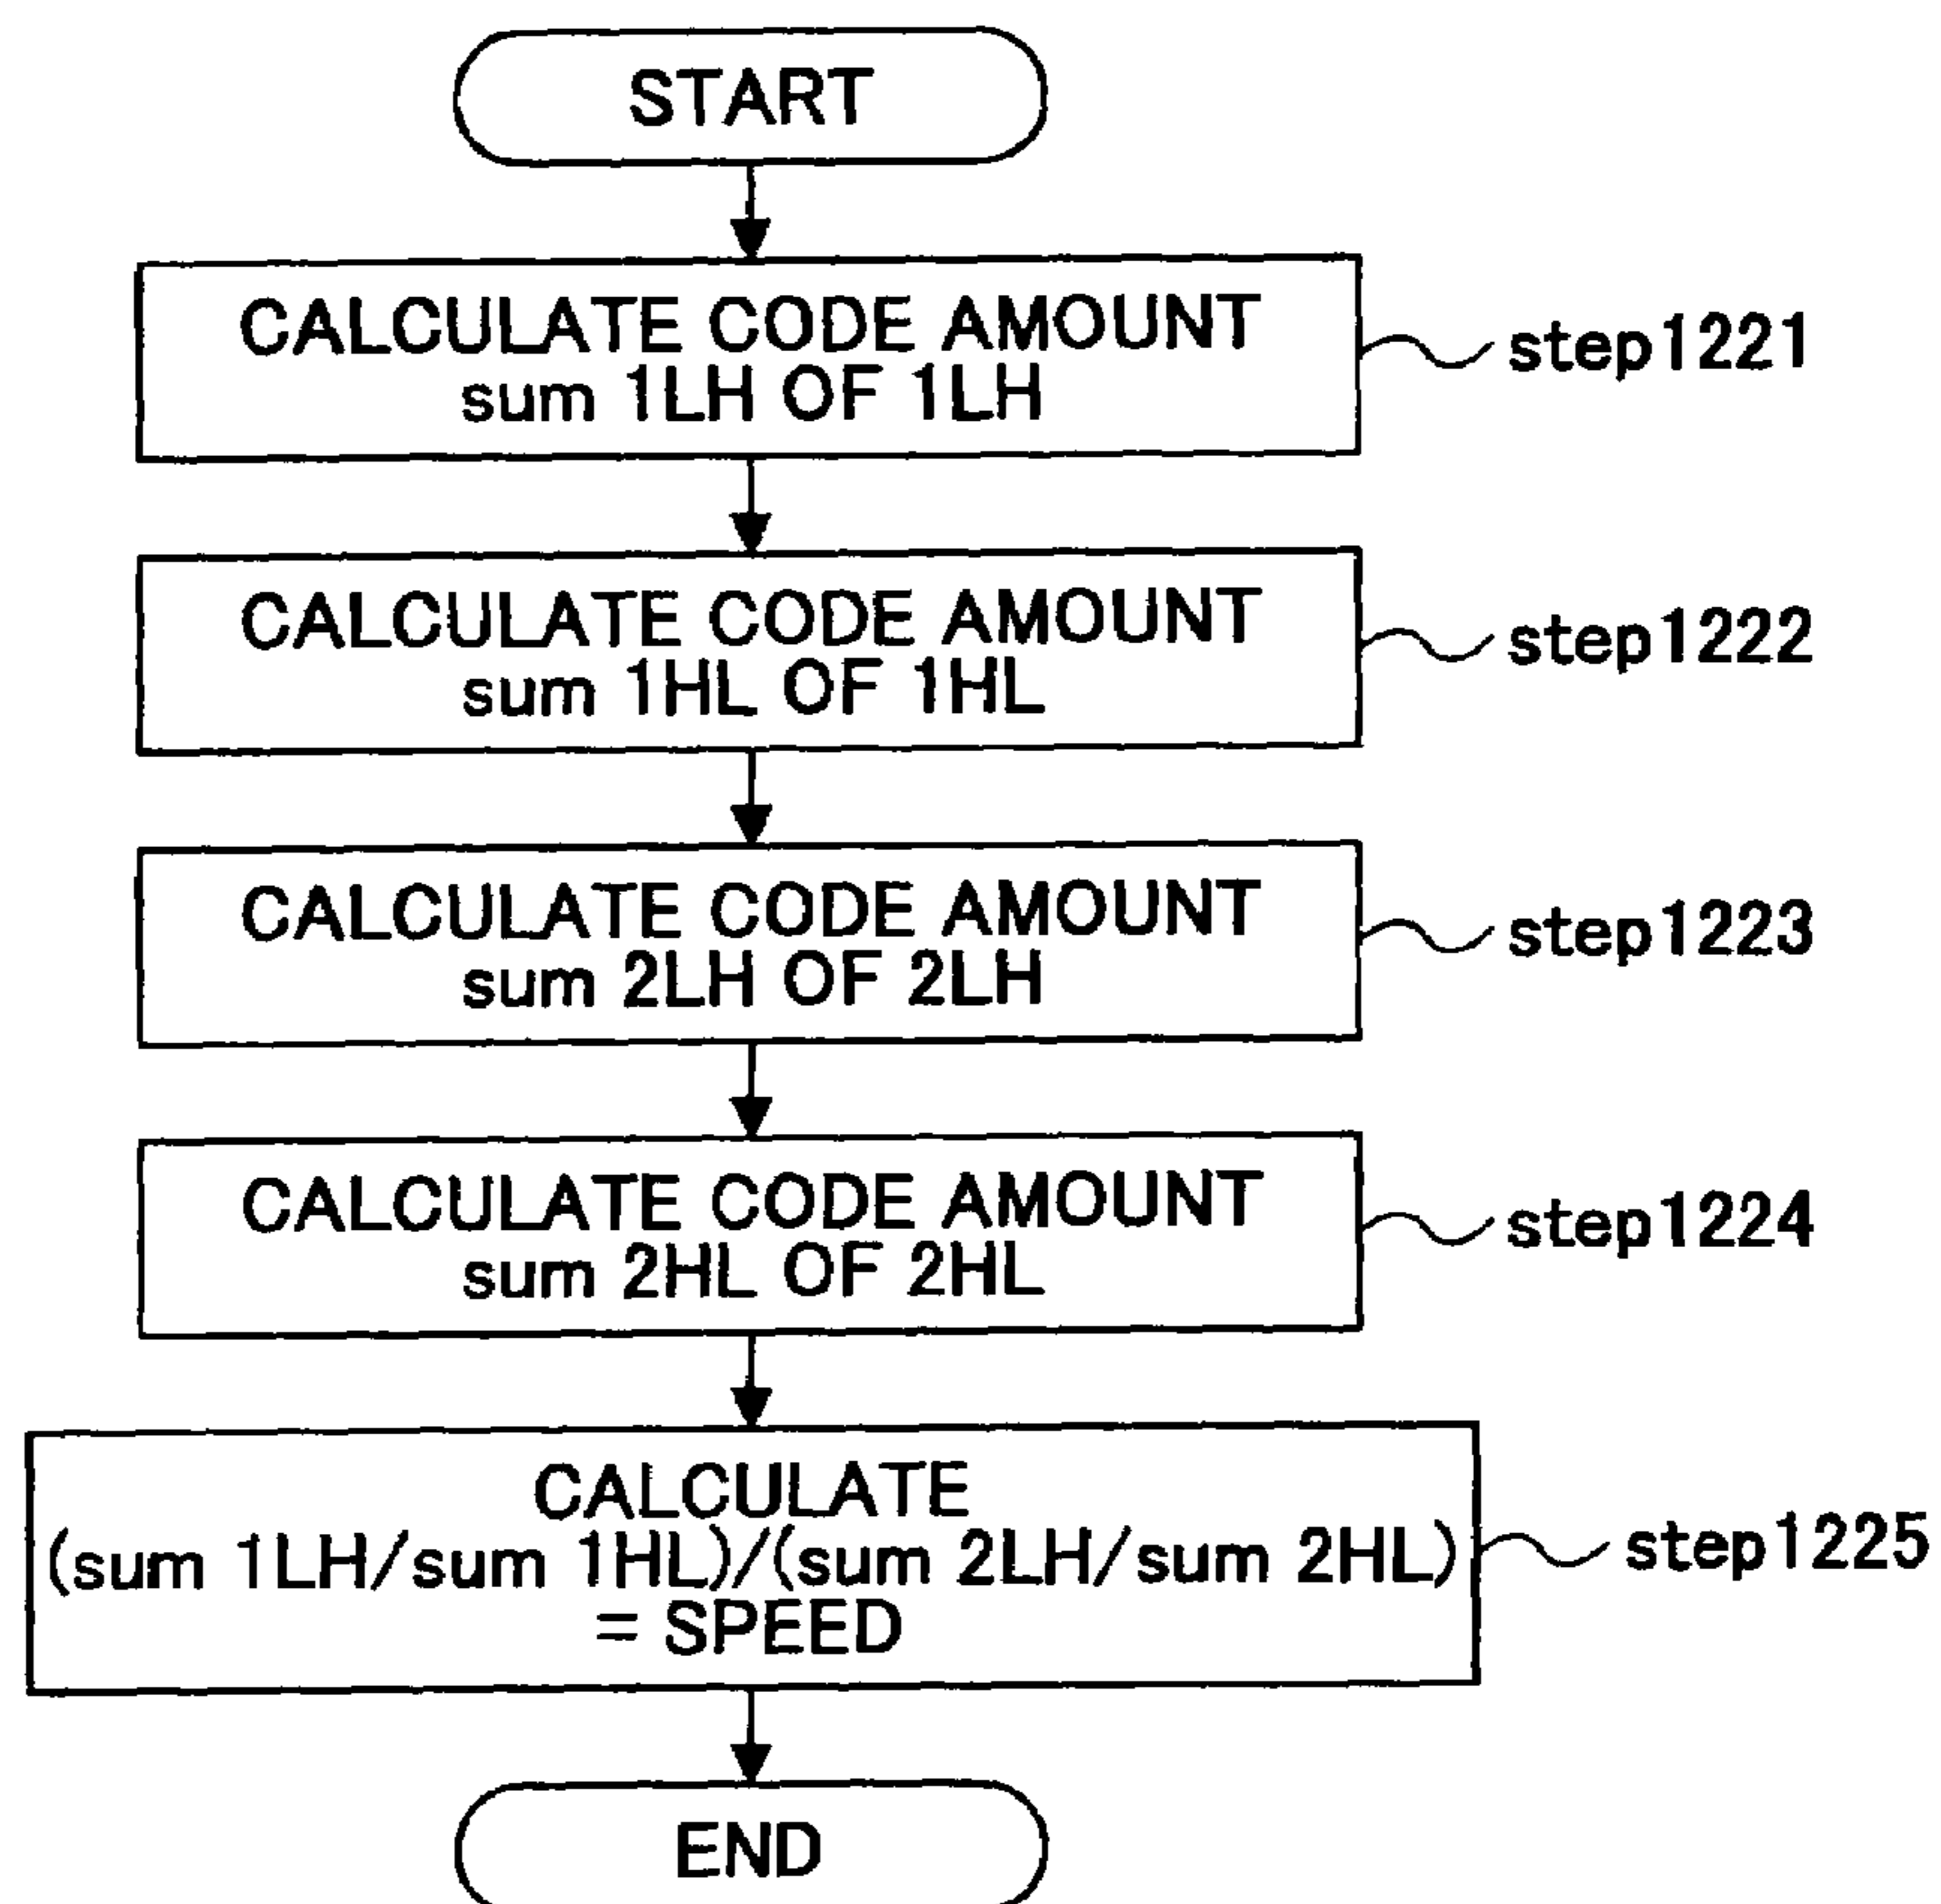 START
CALCULATE CODE AMOUNT
sum 1LH OF 1LH
step1221
CALCULATE CODE AMOUNT
sum 1HL OF 1HL
step1222
CALCULATE CODE AMOUNT
sum 2LH OF 2LH
step1223
CALCULATE CODE AMOUNT
sum 2HL OF 2HL
step1224
CALCULATE
(sum 1LH/sum 1HL)/(sum 2LH/sum 2HL)
= SPEED
step1225
END